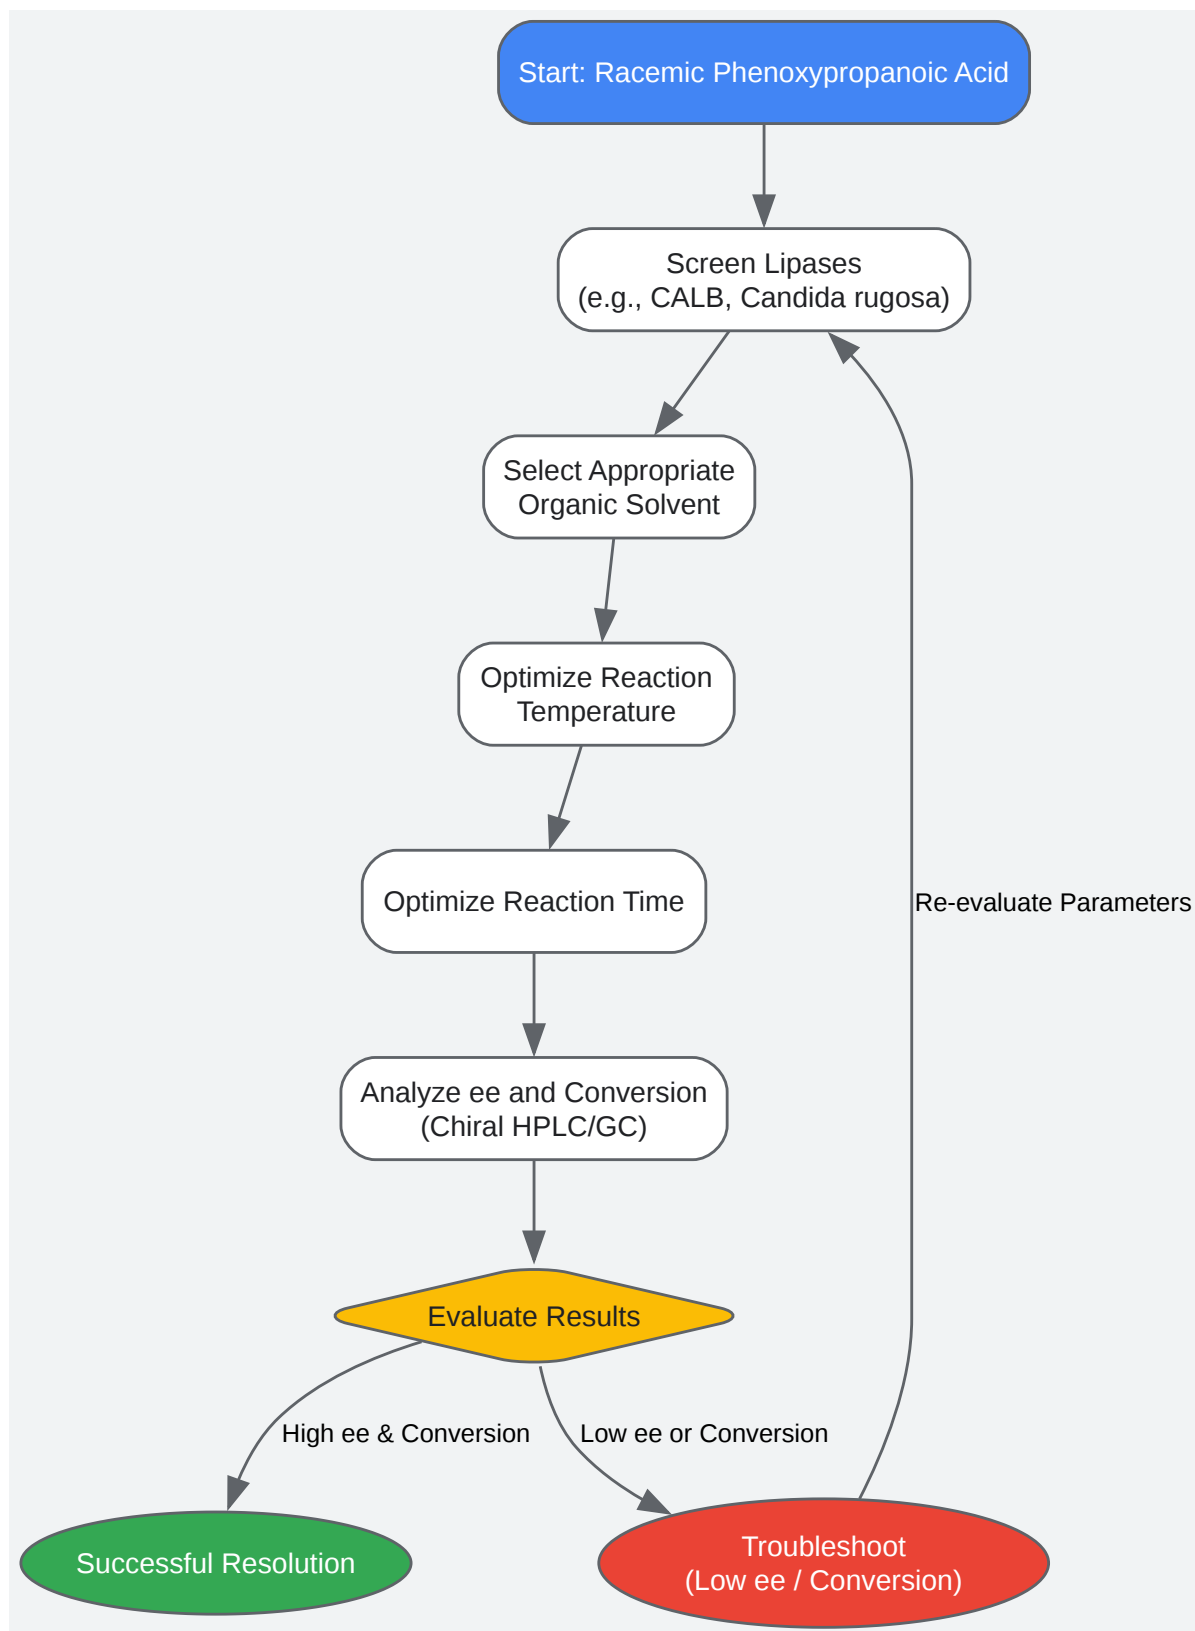 Start: Racemic Phenoxypropanoic Acid
Screen Lipases
(e.g., CALB, Candida rugosa)
Select Appropriate
Organic Solvent
Optimize Reaction
Temperature
Optimize Reaction Time
Re-evaluate Parameters
Analyze ee and Conversion
(Chiral HPLC/GC)
Evaluate Results
High ee & Conversion
Low ee or Conversion
Successful Resolution
Troubleshoot
(Low ee / Conversion)